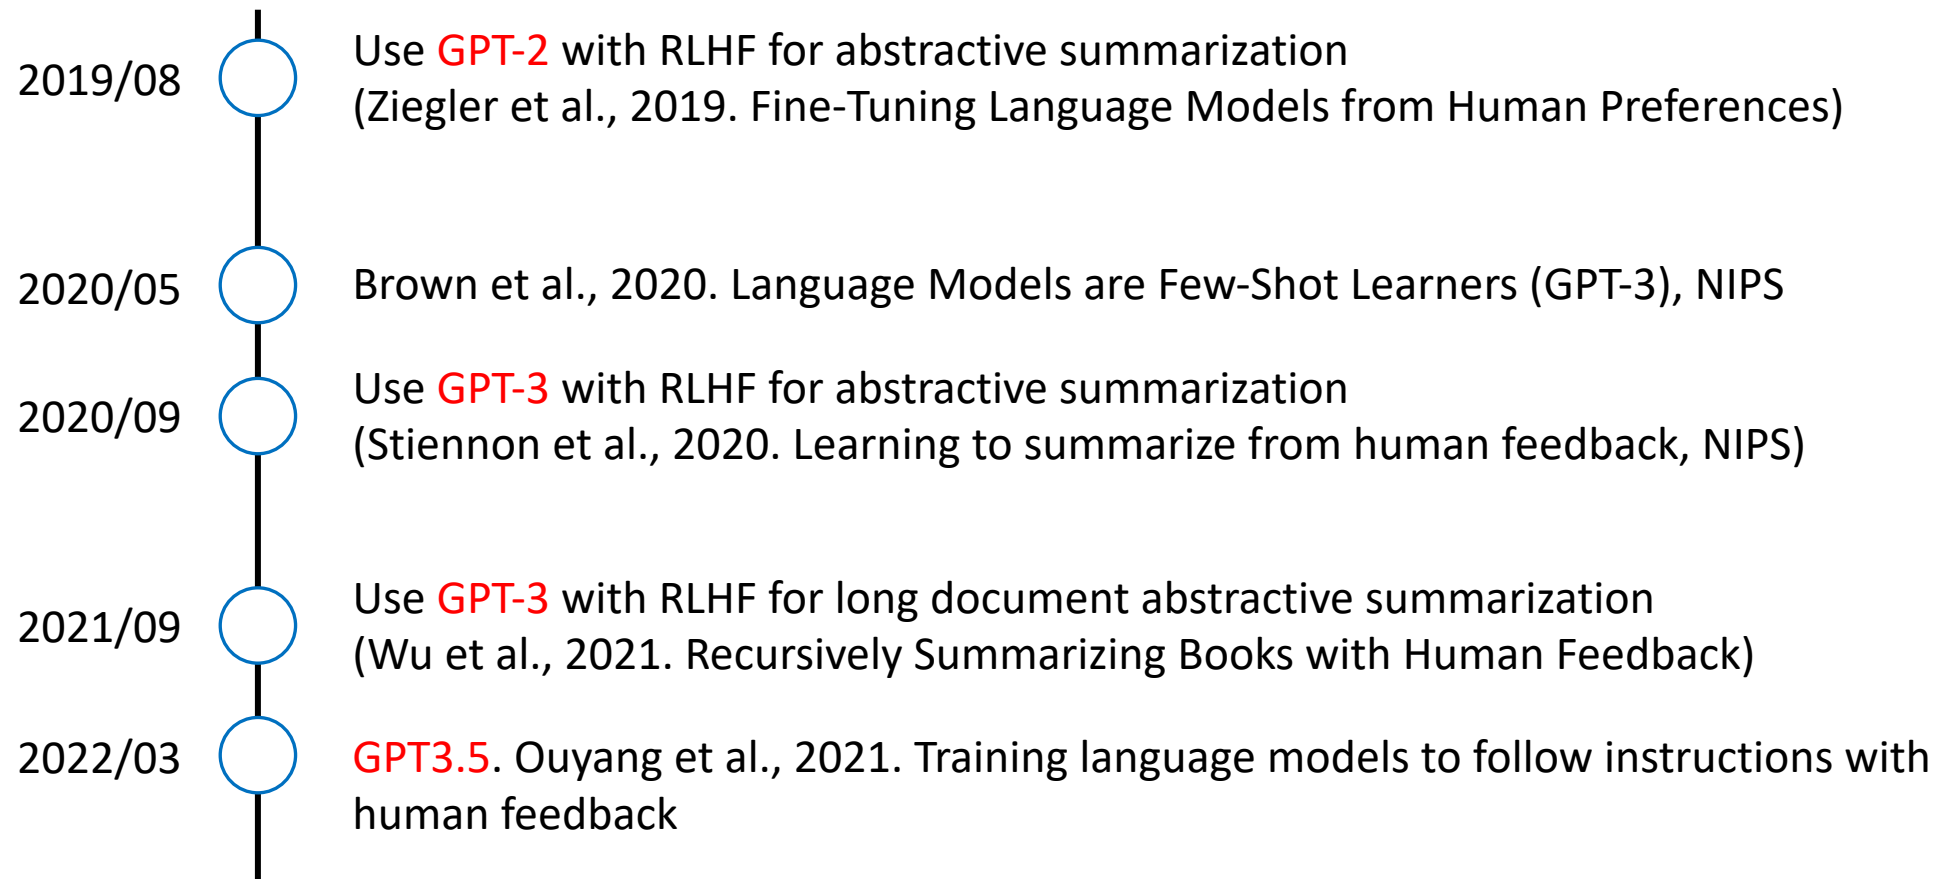 2019/08
Use GPT-2 with RLHF for abstractive summarization
(Ziegler et al., 2019. Fine-Tuning Language Models from Human Preferences)
2020/05
Brown et al., 2020. Language Models are Few-Shot Learners (GPT-3), NIPS
2020/09
Use GPT-3 with RLHF for abstractive summarization
(Stiennon et al., 2020. Learning to summarize from human feedback, NIPS)
2021/09
Use GPT-3 with RLHF for long document abstractive summarization
(Wu et al., 2021. Recursively Summarizing Books with Human Feedback)
2022/03
GPT3.5. Ouyang et al., 2021. Training language models to follow instructions with
human feedback